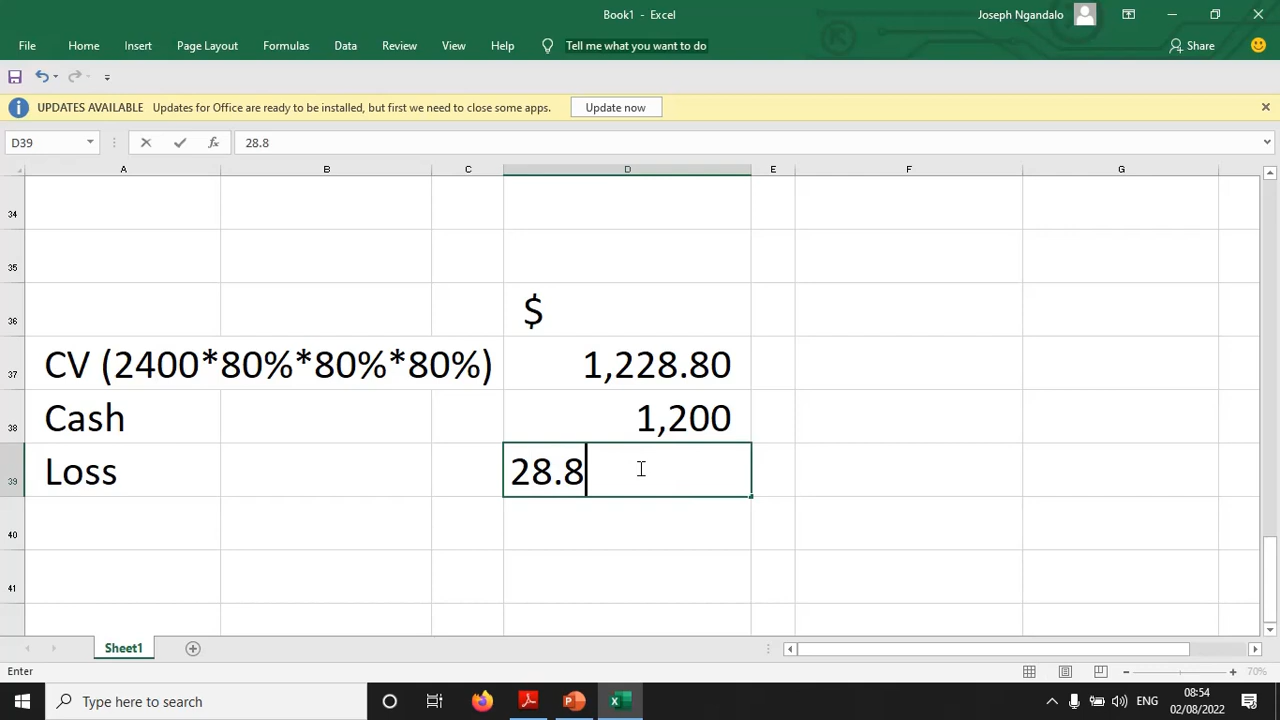 Book1 - Excel
Joseph Ngandalo
File Home Insert Page Layout Formulas Data Review View Help Tell me what you want to do Share
UPDATES AVAILABLE Updates for Office are ready to be installed, but first we need to close some apps. Update now
D39 fx 28.8
A B C D E F G
34
35
36 $
37 CV (2400*80%*80%*80%) 1,228.80
38 Cash 1,200
39 Loss 28.8
40
41
Sheet1
Enter 70%
Type here to search ENG 08:54
02/08/2022